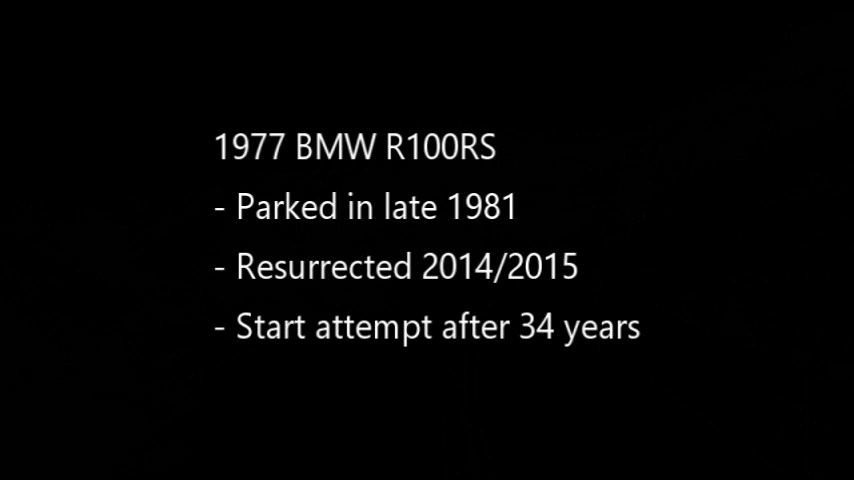 1977 BMW R100RS
- Parked in late 1981
- Resurrected 2014/2015
- Start attempt after 34 years